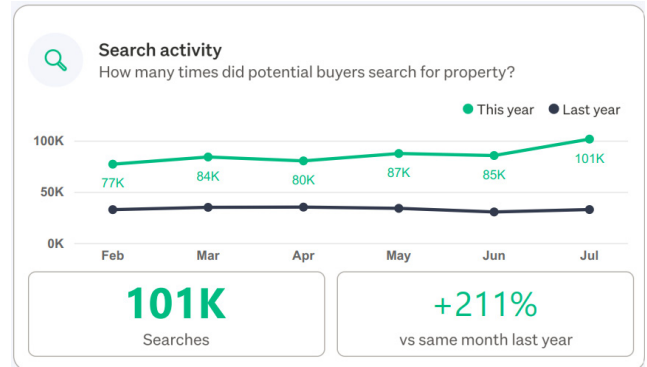 Search activity
How many times did potential buyers search for property?
This year Last year
100K
50K
0K
77K 84K 80K 87K 85K 101K
Feb Mar Apr May Jun Jul
101K
Searches
+211%
vs same month last year